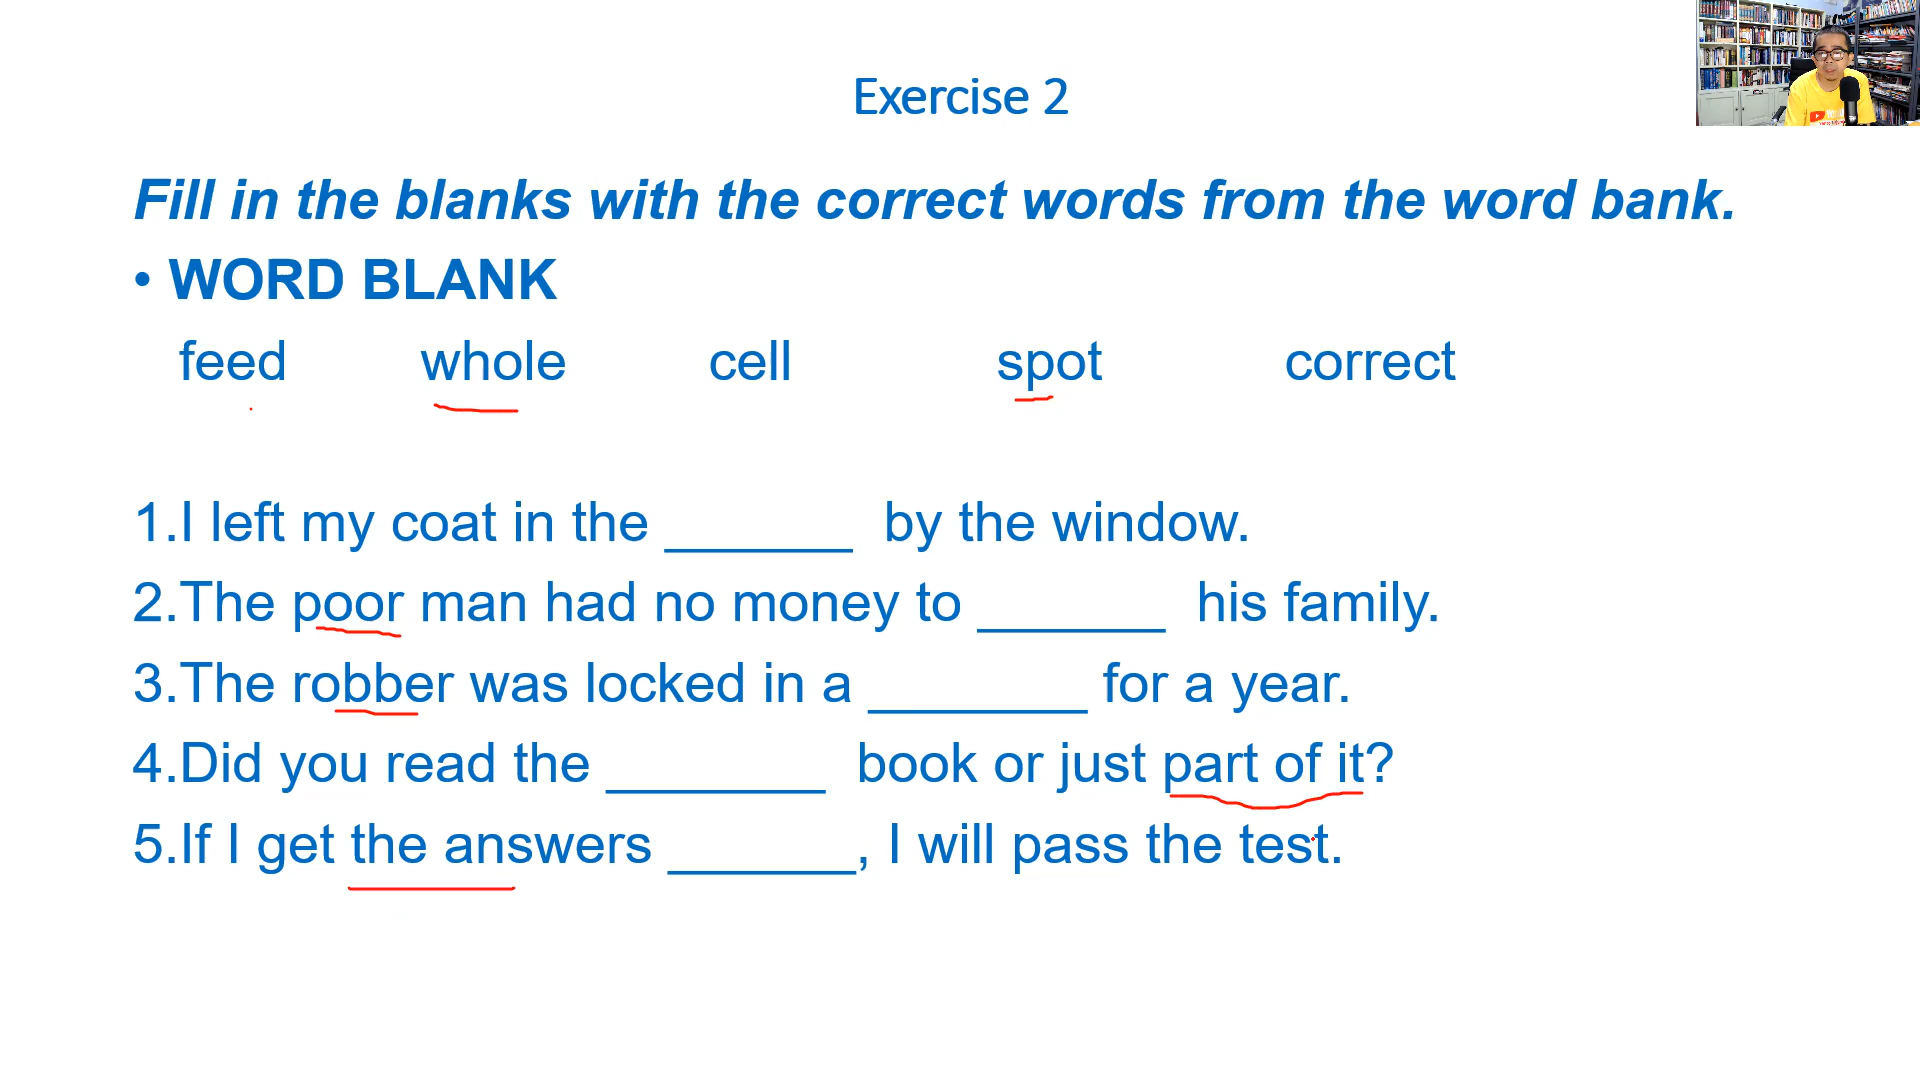 Exercise 2
Fill in the blanks with the correct words from the word bank.
• WORD BLANK
feed whole cell spot correct
1.I left my coat in the _______ by the window.
2.The poor man had no money to _______ his family.
3.The robber was locked in a ________ for a year.
4.Did you read the ________ book or just part of it?
5.If I get the answers _______, I will pass the test.